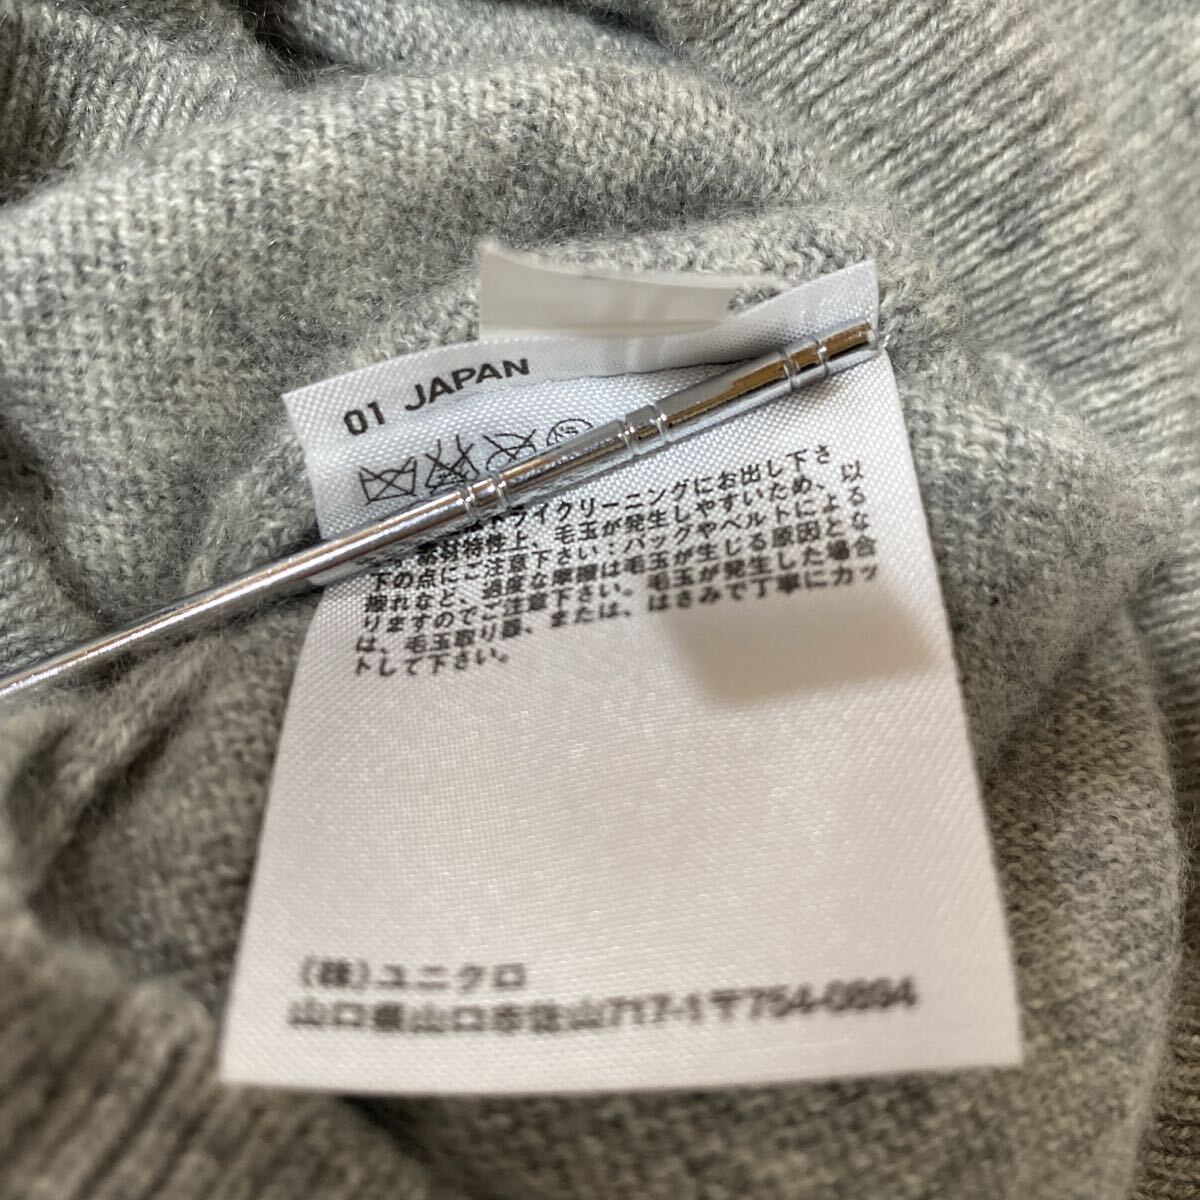 01 JAPAN
ドライクリーニングにお出し下さ
特性上、毛玉が発生しやすいため、以
下の点にご注意下さい：バッグやベルトによる
擦れなど、過度な摩擦は毛玉が生じる原因とな
りますのでご注意下さい。毛玉が発生した場合
は、毛玉取り器、または、はさみで丁寧にカッ
トして下さい。
(株)ユニクロ
山口県山口市佐山717-1〒754-0894